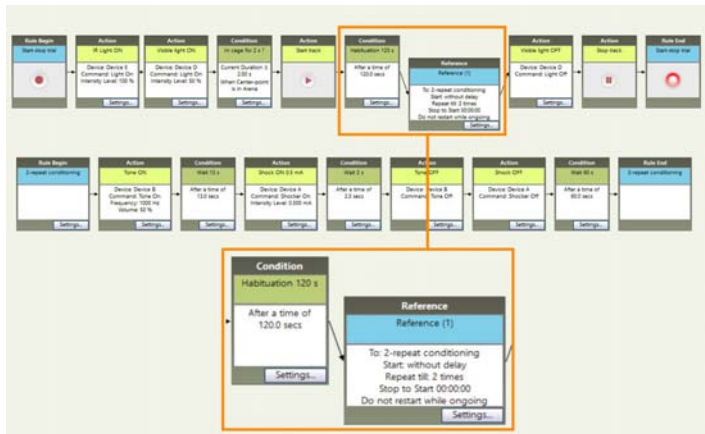 Rule Begin
Start-stop trial
Action
IR Light ON
Device: Device E
Command: Light On
Intensity Level: 100 %
Settings...
Action
Visible light ON
Device: Device D
Command: Light On
Intensity Level: 50 %
Settings...
Condition
In cage for 2 s ?
Current Duration ≥
2.00 s
When Center-point
is in Arena
Settings...
Action
Start track
Condition
Habituation 120 s
After a time of
120.0 secs
Settings...
Reference
Reference (1)
To: 2-repeat conditioning
Start: without delay
Repeat till: 2 times
Stop to Start 00:00:00
Do not restart while ongoing
Settings...
Action
Visible light OFF
Device: Device D
Command: Light Off
Settings...
Action
Stop track
Rule End
Start-stop trial
Rule Begin
2-repeat conditioning
Settings...
Action
Tone ON
Device: Device B
Command: Tone On
Frequency: 1000 Hz
Volume: 50 %
Settings...
Condition
Wait 13 s
After a time of
13.0 secs
Settings...
Action
Shock ON 0.5 mA
Device: Device A
Command: Shocker On
Intensity Level: 0.500 mA
Settings...
Condition
Wait 2 s
After a time of
2.0 secs
Settings...
Action
Tone OFF
Device: Device B
Command: Tone Off
Settings...
Action
Shock OFF
Device: Device A
Command: Shocker Off
Settings...
Condition
Wait 60 s
After a time of
60.0 secs
Settings...
Rule End
2-repeat conditioning
Condition
Habituation 120 s
After a time of
120.0 secs
Settings...
Reference
Reference (1)
To: 2-repeat conditioning
Start: without delay
Repeat till: 2 times
Stop to Start 00:00:00
Do not restart while ongoing
Settings...